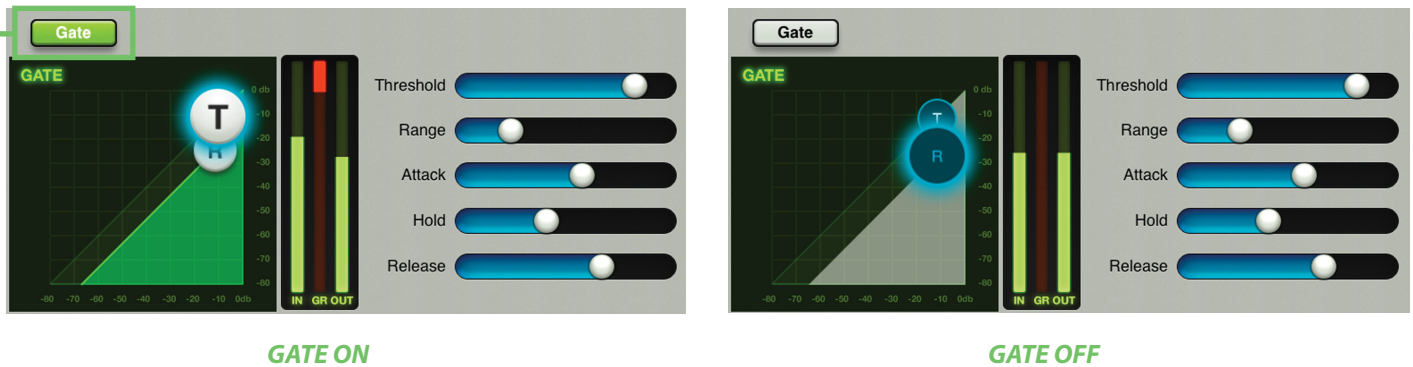 Gate
GATE
T
R
0 db
-10
-20
-30
-40
-50
-60
-70
-80
-80 -70 -60 -50 -40 -30 -20 -10 0db
IN GR OUT
Threshold
Range
Attack
Hold
Release
GATE ON
Gate
GATE
T
R
0 db
-10
-20
-30
-40
-50
-60
-70
-80
-80 -70 -60 -50 -40 -30 -20 -10 0db
IN GR OUT
Threshold
Range
Attack
Hold
Release
GATE OFF